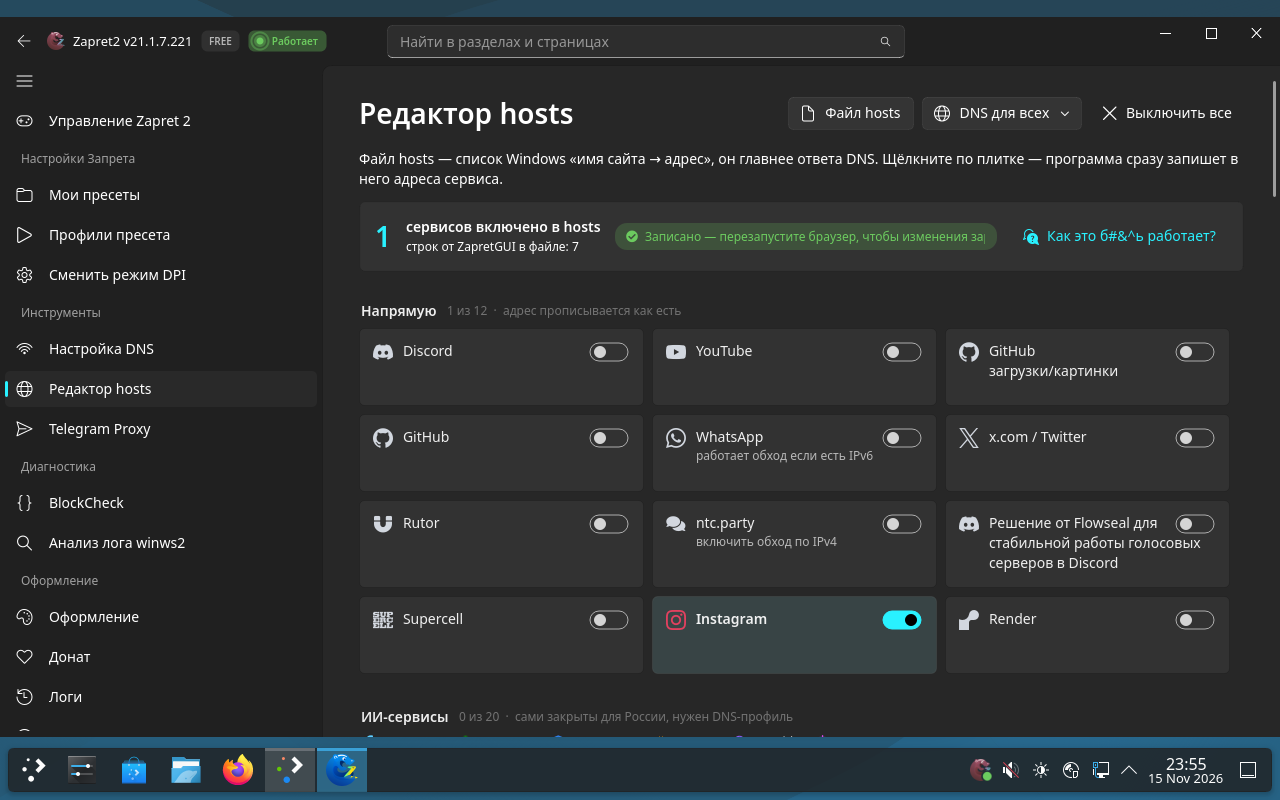 Zapret2 v21.1.7.221
FREE
Работает
Найти в разделах и страницах
Управление Zapret 2
Настройки Запрета
Мои пресеты
Профили пресета
Сменить режим DPI
Инструменты
Настройка DNS
Редактор hosts
Telegram Proxy
Диагностика
BlockCheck
Анализ лога winws2
Оформление
Оформление
Донат
Логи
Редактор hosts
Файл hosts
DNS для всех
Выключить все
Файл hosts — список Windows «имя сайта → адрес», он главнее ответа DNS. Щёлкните по плитке — программа сразу запишет в
него адреса сервиса.
1
сервисов включено в hosts
строк от ZapretGUI в файле: 7
Записано — перезапустите браузер, чтобы изменения за
Как это б#&^ь работает?
Напрямую 1 из 12 · адрес прописывается как есть
Discord
YouTube
GitHub
загрузки/картинки
GitHub
WhatsApp
работает обход если есть IPv6
x.com / Twitter
Rutor
ntc.party
включить обход по IPv4
Решение от Flowseal для
стабильной работы голосовых
серверов в Discord
Supercell
Instagram
Render
ИИ-сервисы 0 из 20 · сами закрыты для России, нужен DNS-профиль
23:55
15 Nov 2026